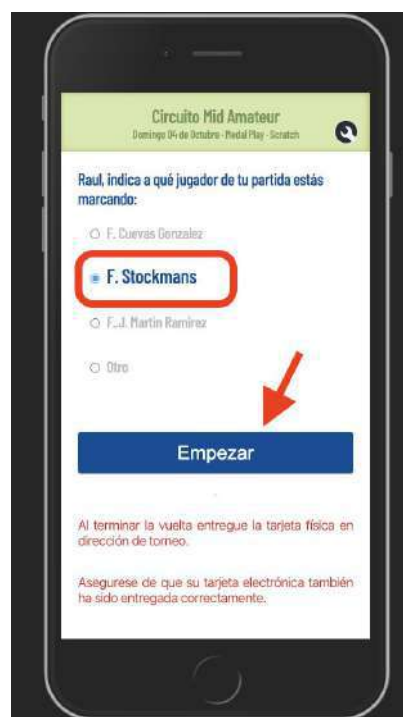 Circuito Mid Amateur
Domingo 04 de Octubre - Medal Play - Scratch
Raul, indica a qué jugador de tu partida estás
marcando:
F. Cuevas Gonzalez
F. Stockmans
F.J. Martin Ramirez
Otro
Empezar
Al terminar la vuelta entregue la tarjeta física en
dirección de torneo.
Asegurese de que su tarjeta electrónica también
ha sido entregada correctamente.